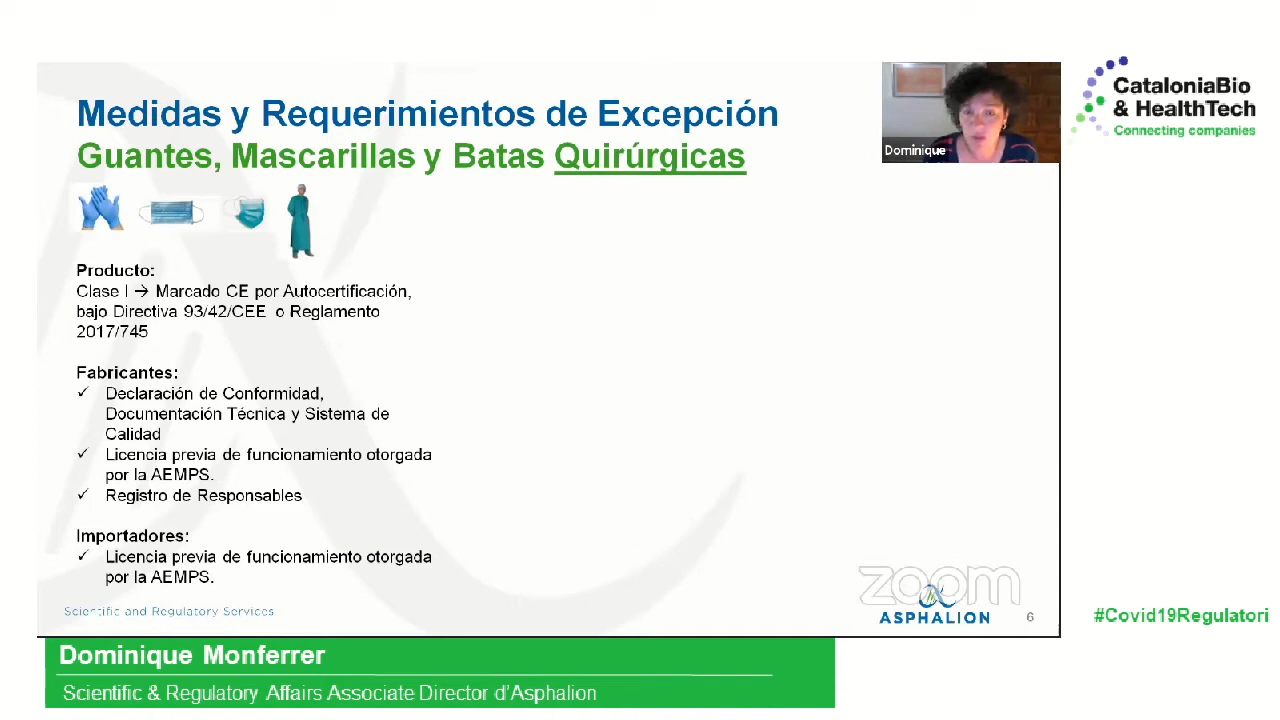 Medidas y Requerimientos de Excepción
Guantes, Mascarillas y Batas Quirúrgicas
Dominique
CataloniaBio
& HealthTech
Connecting companies
Producto:
Clase I → Marcado CE por Autocertificación,
bajo Directiva 93/42/CEE o Reglamento
2017/745
Fabricantes:
✓ Declaración de Conformidad,
Documentación Técnica y Sistema de
Calidad
✓ Licencia previa de funcionamiento otorgada
por la AEMPS.
✓ Registro de Responsables
Importadores:
✓ Licencia previa de funcionamiento otorgada
por la AEMPS.
Scientific and Regulatory Services
zoom
ASPHALION
6
#Covid19Regulatori
Dominique Monferrer
Scientific & Regulatory Affairs Associate Director d'Asphalion